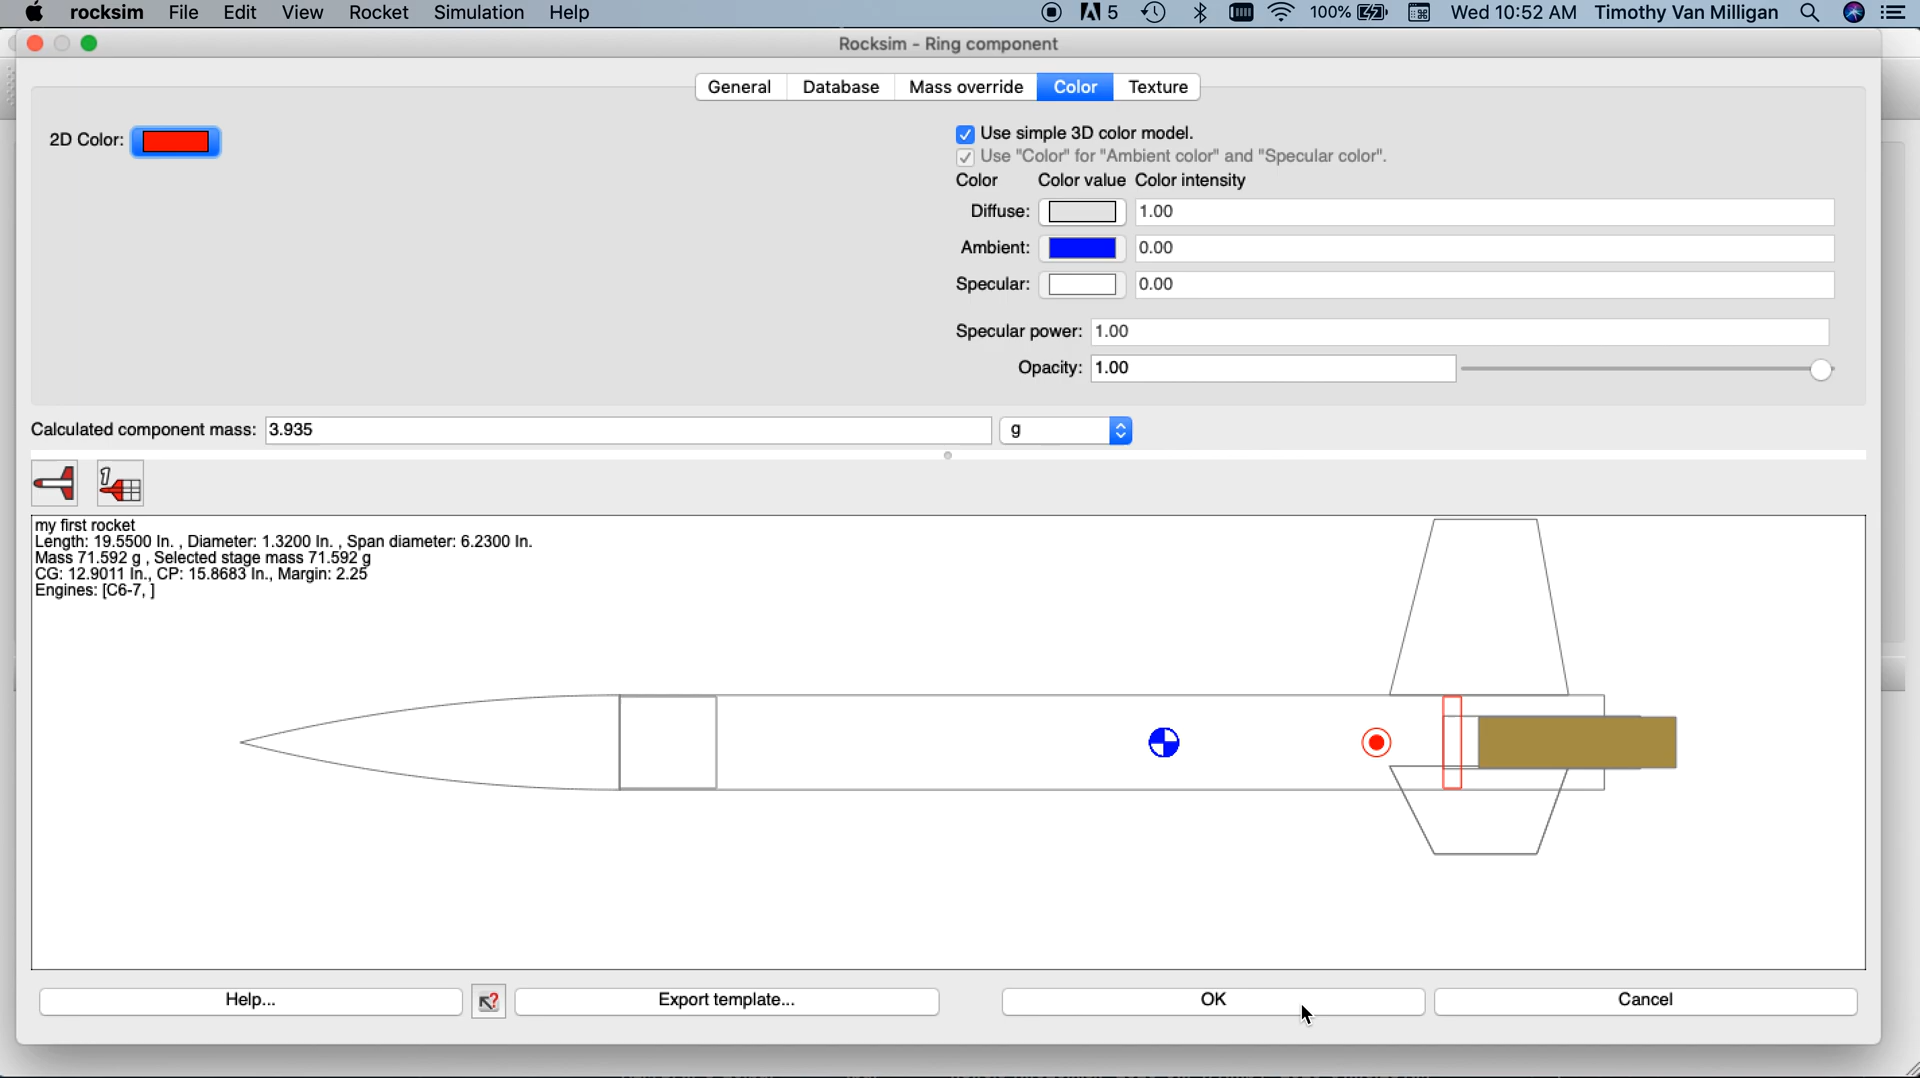 rocksim File Edit View Rocket Simulation Help 5 100% Wed 10:52 AM Timothy Van Milligan
Rocksim - Ring component
General Database Mass override Color Texture
2D Color:
Use simple 3D color model.
Use "Color" for "Ambient color" and "Specular color".
Color Color value Color intensity
Diffuse: 1.00
Ambient: 0.00
Specular: 0.00
Specular power: 1.00
Opacity: 1.00
Calculated component mass: 3.935 g
1
my first rocket
Length: 19.5500 In. , Diameter: 1.3200 In. , Span diameter: 6.2300 In.
Mass 71.592 g , Selected stage mass 71.592 g
CG: 12.9011 In., CP: 15.8683 In., Margin: 2.25
Engines: [C6-7, ]
Help... ? Export template... OK Cancel